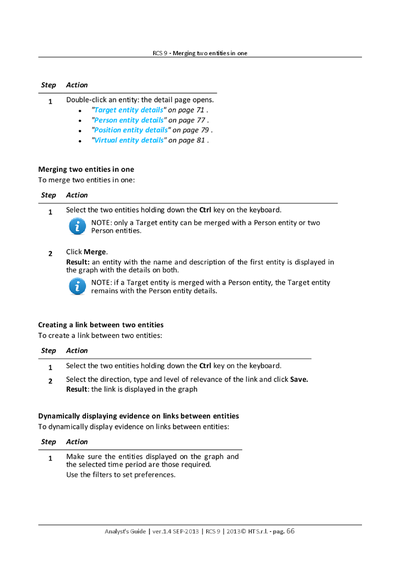 RCS 9 - Merging two entities in one
Step Action
1 Double-click an entity: the detail page opens.
• "Target entity details" on page 71 .
• "Person entity details" on page 77 .
• "Position entity details" on page 79 .
• "Virtual entity details" on page 81 .
Merging two entities in one
To merge two entities in one:
Step Action
1 Select the two entities holding down the Ctrl key on the keyboard.
NOTE: only a Target entity can be merged with a Person entity or two
Person entities.
2 Click Merge.
Result: an entity with the name and description of the first entity is displayed in
the graph with the details on both.
NOTE: if a Target entity is merged with a Person entity, the Target entity
remains with the Person entity details.
Creating a link between two entities
To create a link between two entities:
Step Action
1 Select the two entities holding down the Ctrl key on the keyboard.
2 Select the direction, type and level of relevance of the link and click Save.
Result: the link is displayed in the graph
Dynamically displaying evidence on links between entities
To dynamically display evidence on links between entities:
Step Action
1 Make sure the entities displayed on the graph and
the selected time period are those required.
Use the filters to set preferences.
Analyst's Guide | ver.1.4 SEP-2013 | RCS 9 | 2013© HT S.r.l. - pag. 66